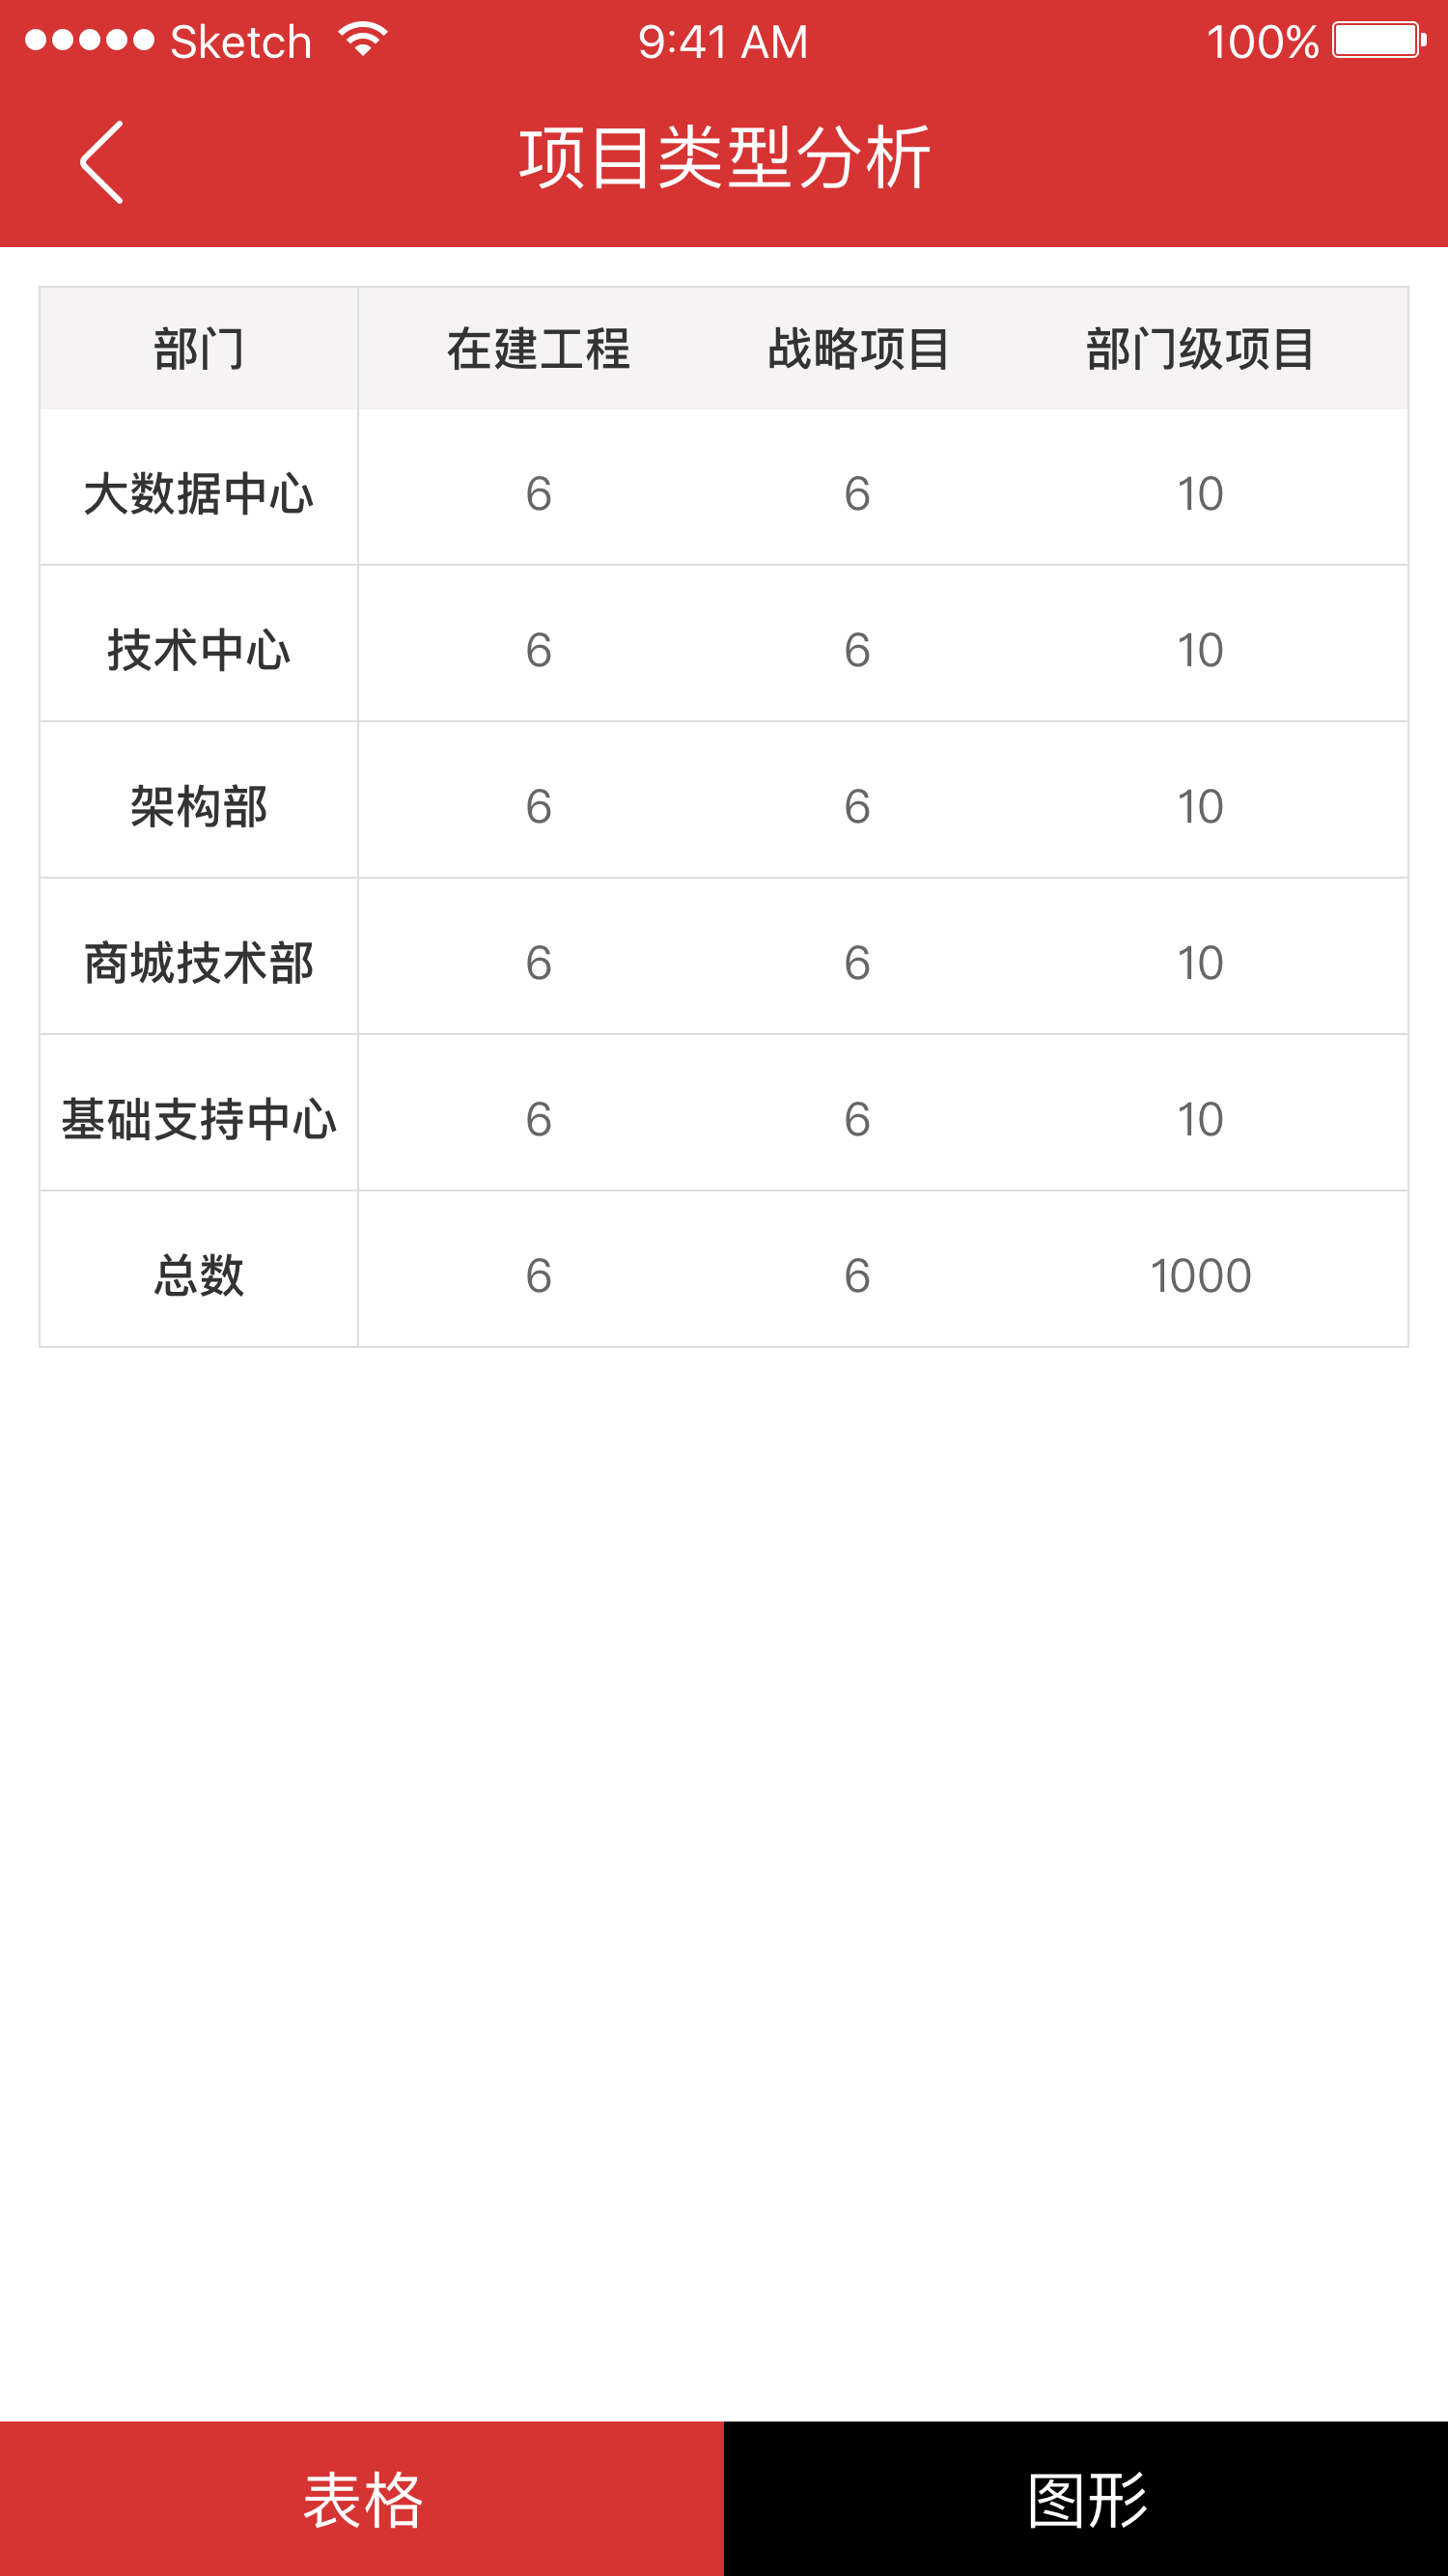 Sketch 9:41 AM 100%
项目类型分析
部门 在建工程 战略项目 部门级项目
大数据中心 6 6 10
技术中心 6 6 10
架构部 6 6 10
商城技术部 6 6 10
基础支持中心 6 6 10
总数 6 6 1000
表格 图形